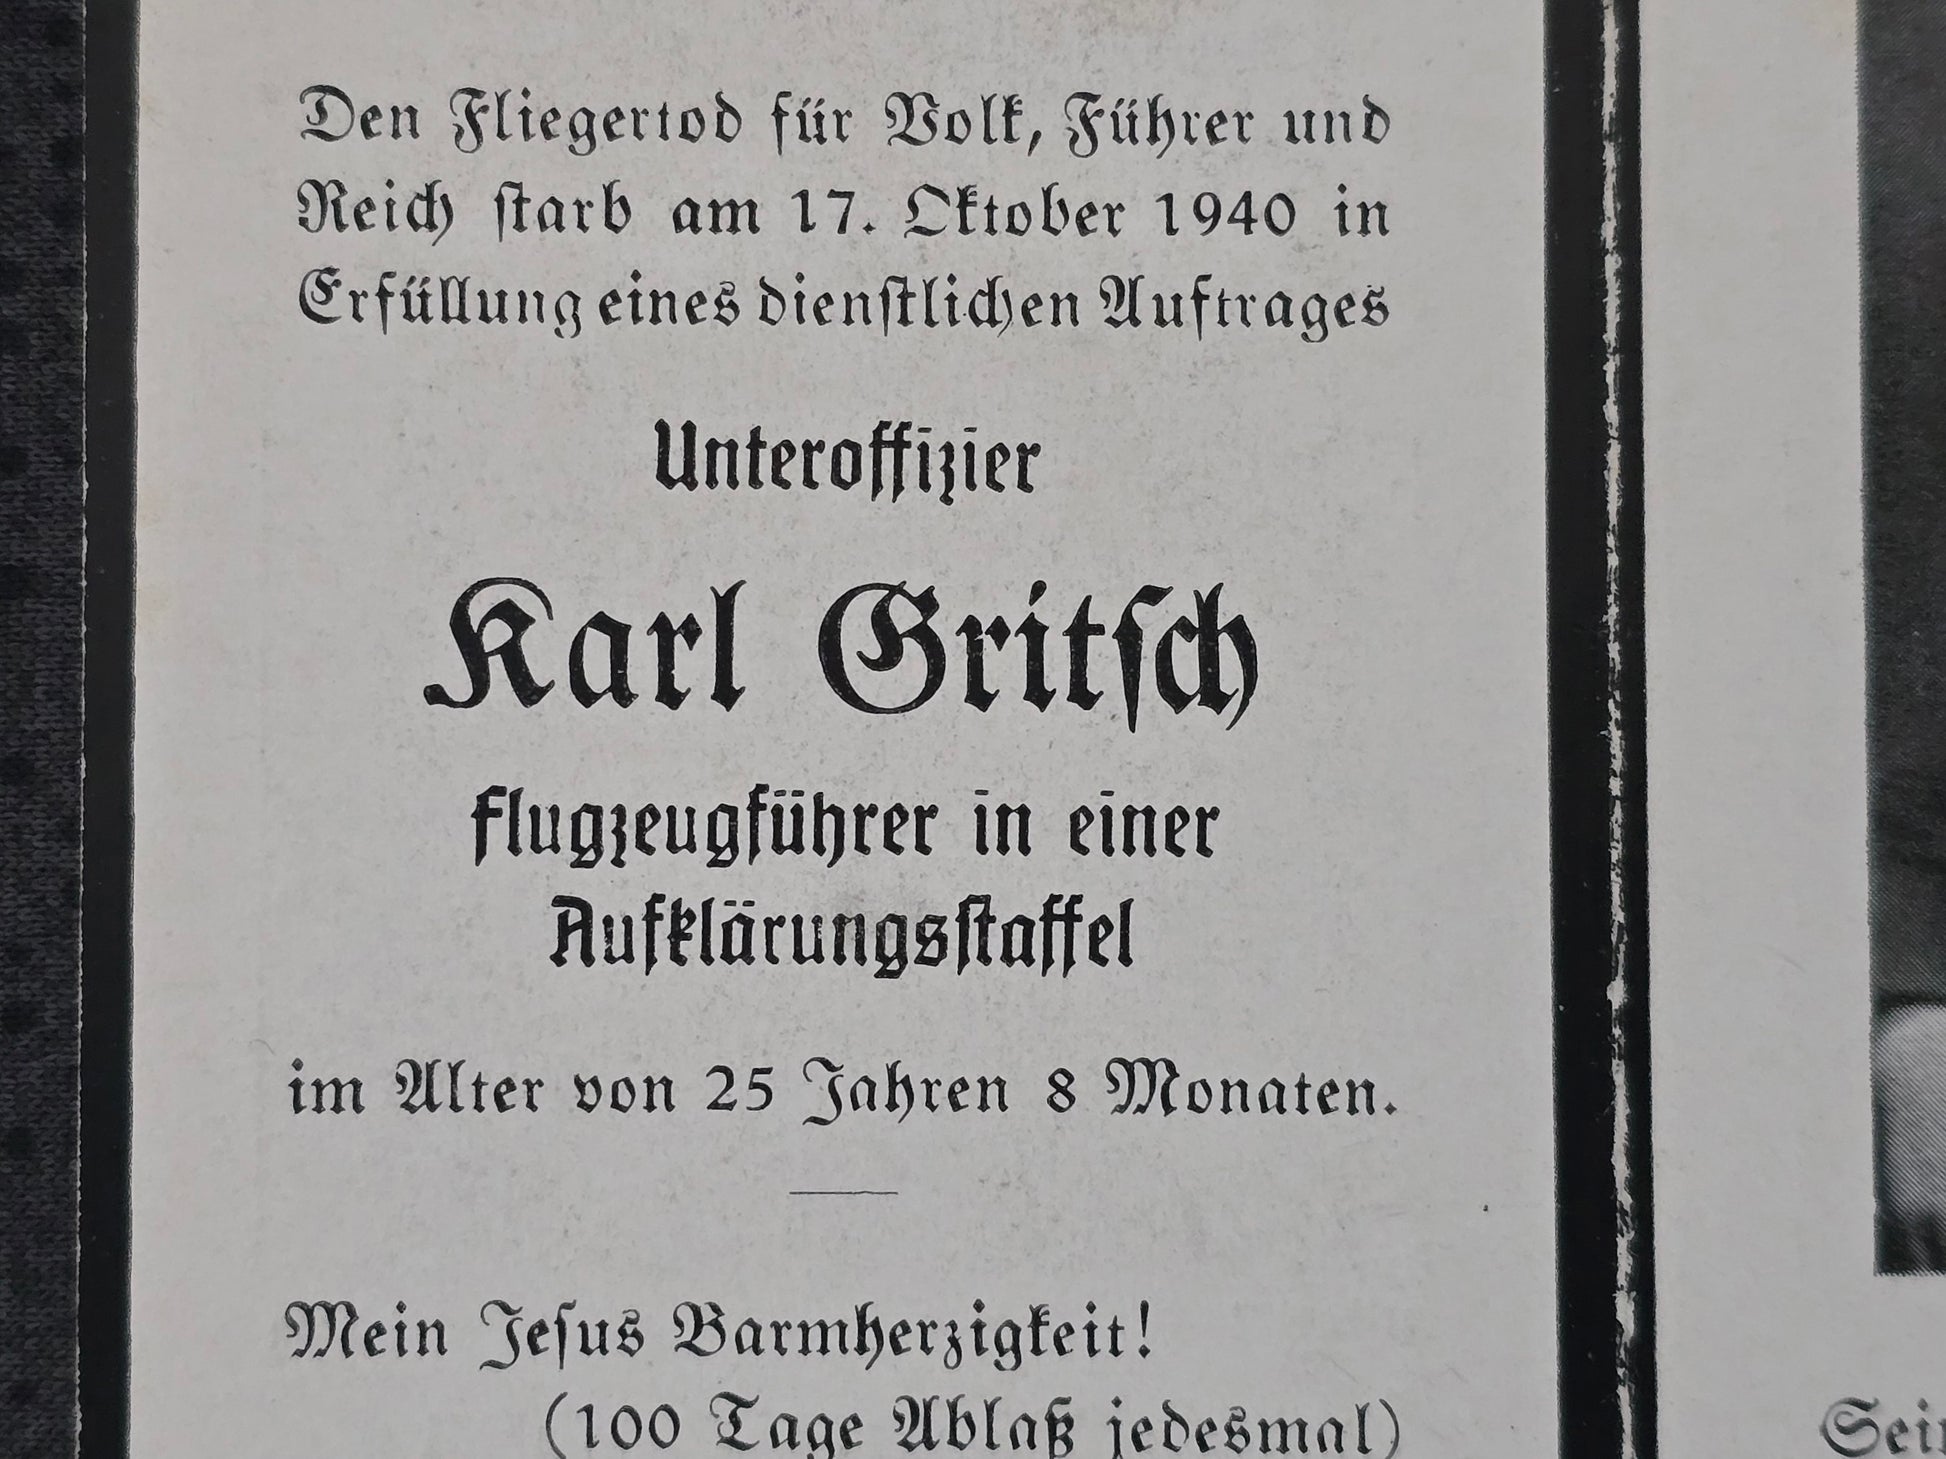 Den Fliegertod für Volk, Führer und
Reich starb am 17. Oktober 1940 in
Erfüllung eines dienstlichen Auftrages
Unteroffizier
Karl Gritsch
Flugzeugführer in einer
Aufklärungsstaffel
im Alter von 25 Jahren 8 Monaten.
Mein Jesus Barmherzigkeit!
(100 Tage Ablaß jedesmal)